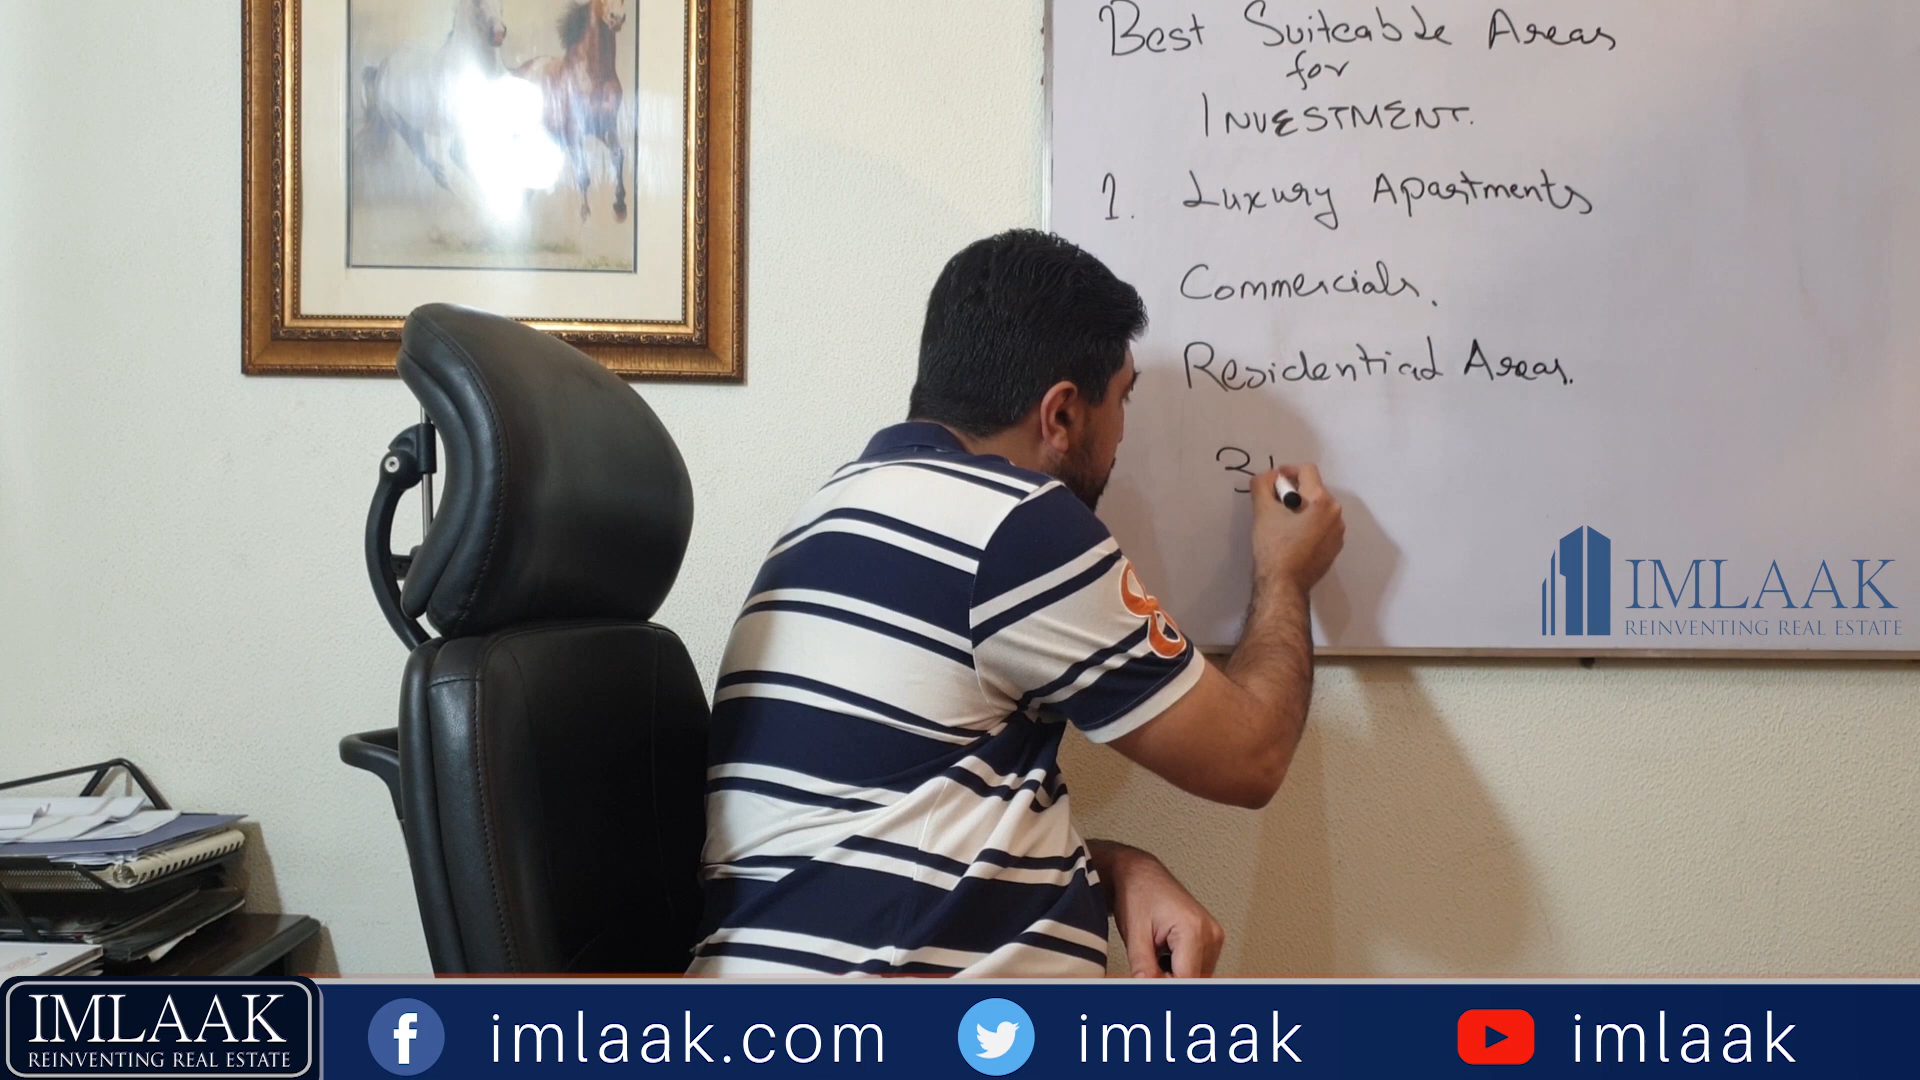 Best Suiteable Areas
for
INVESTMENT.
1. Luxury Apartments
Commercials.
Residential Areas.
3
IMLAAK
REINVENTING REAL ESTATE
IMLAAK
REINVENTING REAL ESTATE
imlaak.com
imlaak
imlaak